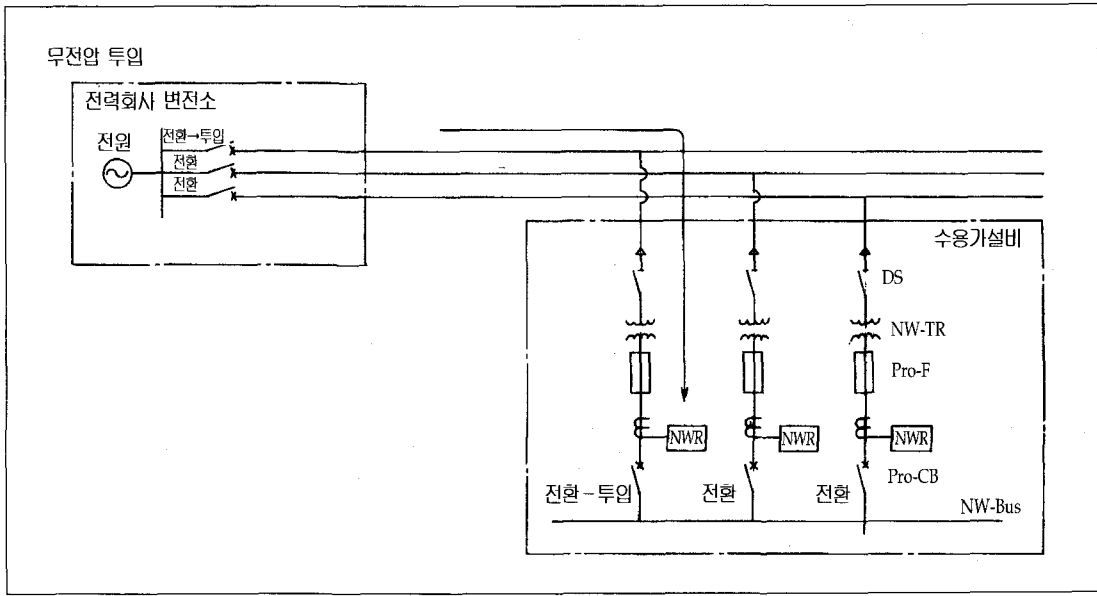 무전압 투입
전력회사 변전소
전환→투입
전원
전환
전환
수용가설비
DS
NW-TR
Pro-F
NWR
NWR
NWR
Pro-CB
전환-투입
전환
전환
NW-Bus